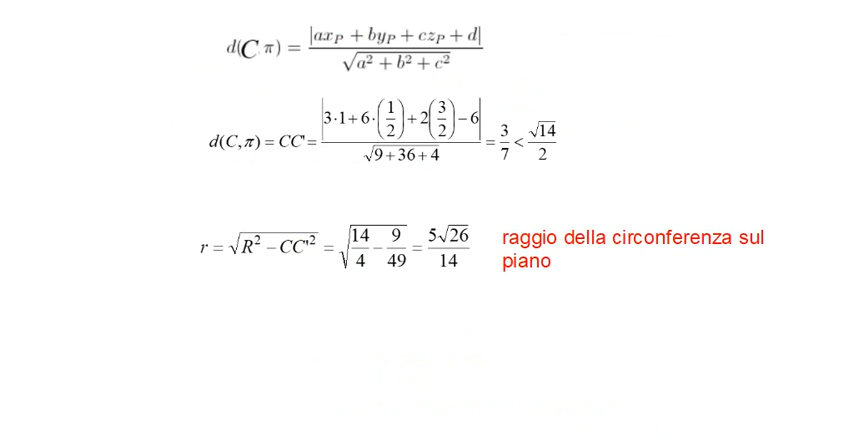 d(C π) = |ax_P + by_P + cz_P + d| / √(a² + b² + c²)
d(C,π) = CC' = |3·1+6·(1/2)+2(3/2)−6| / √(9+36+4) = 3/7 < √14/2
r = √(R² − CC'²) = √(14/4 − 9/49) = 5√26/14
raggio della circonferenza sul
piano